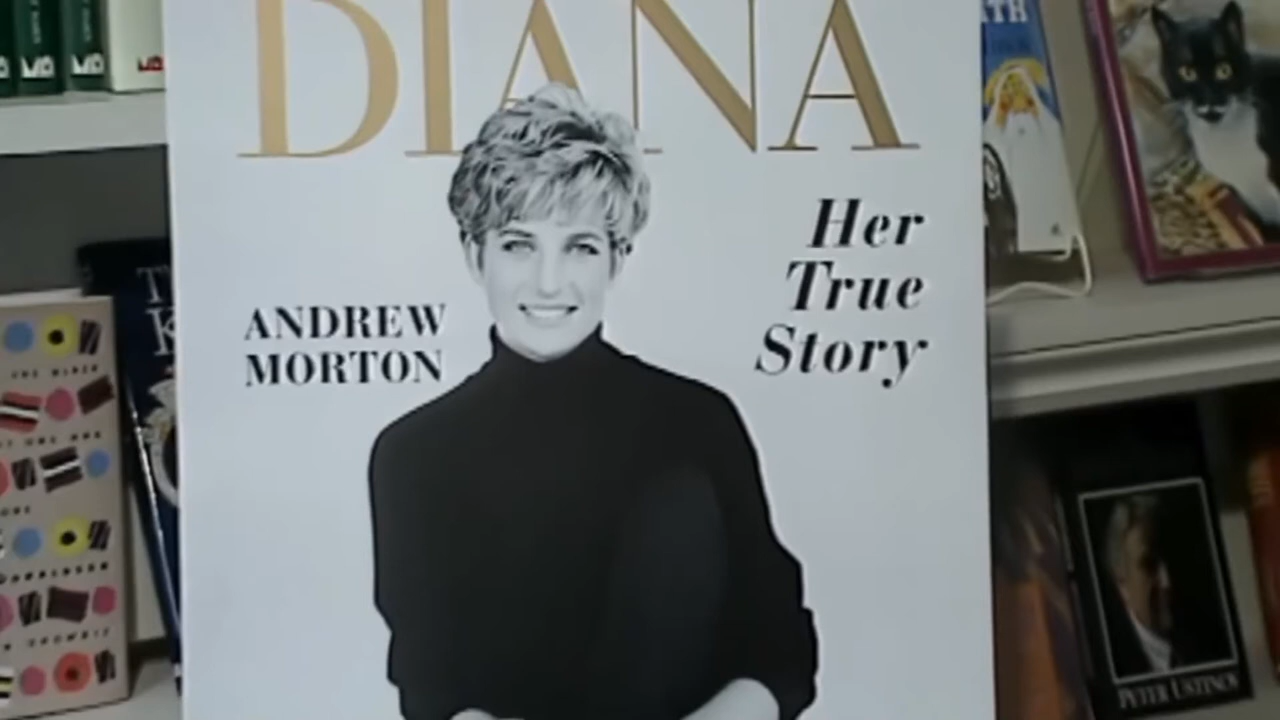 DIANA
ANDREW
MORTON
Her
True
Story
PETER USTINOV